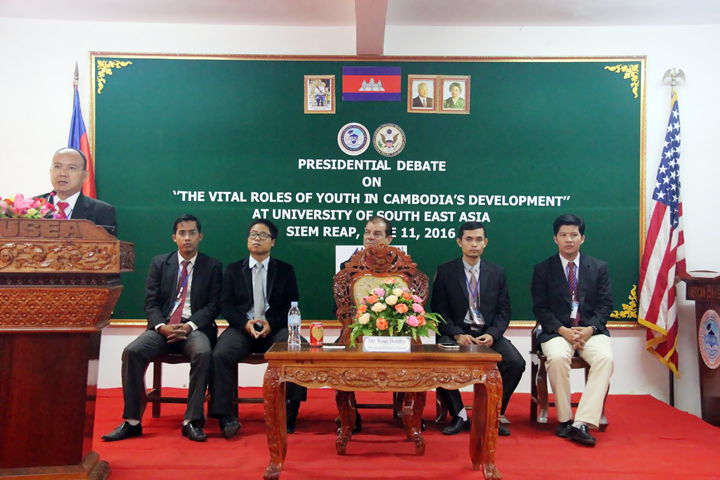 PRESIDENTIAL DEBATE
ON
"THE VITAL ROLES OF YOUTH IN CAMBODIA'S DEVELOPMENT"
AT UNIVERSITY OF SOUTH EAST ASIA
SIEM REAP, 11, 2016
USEA